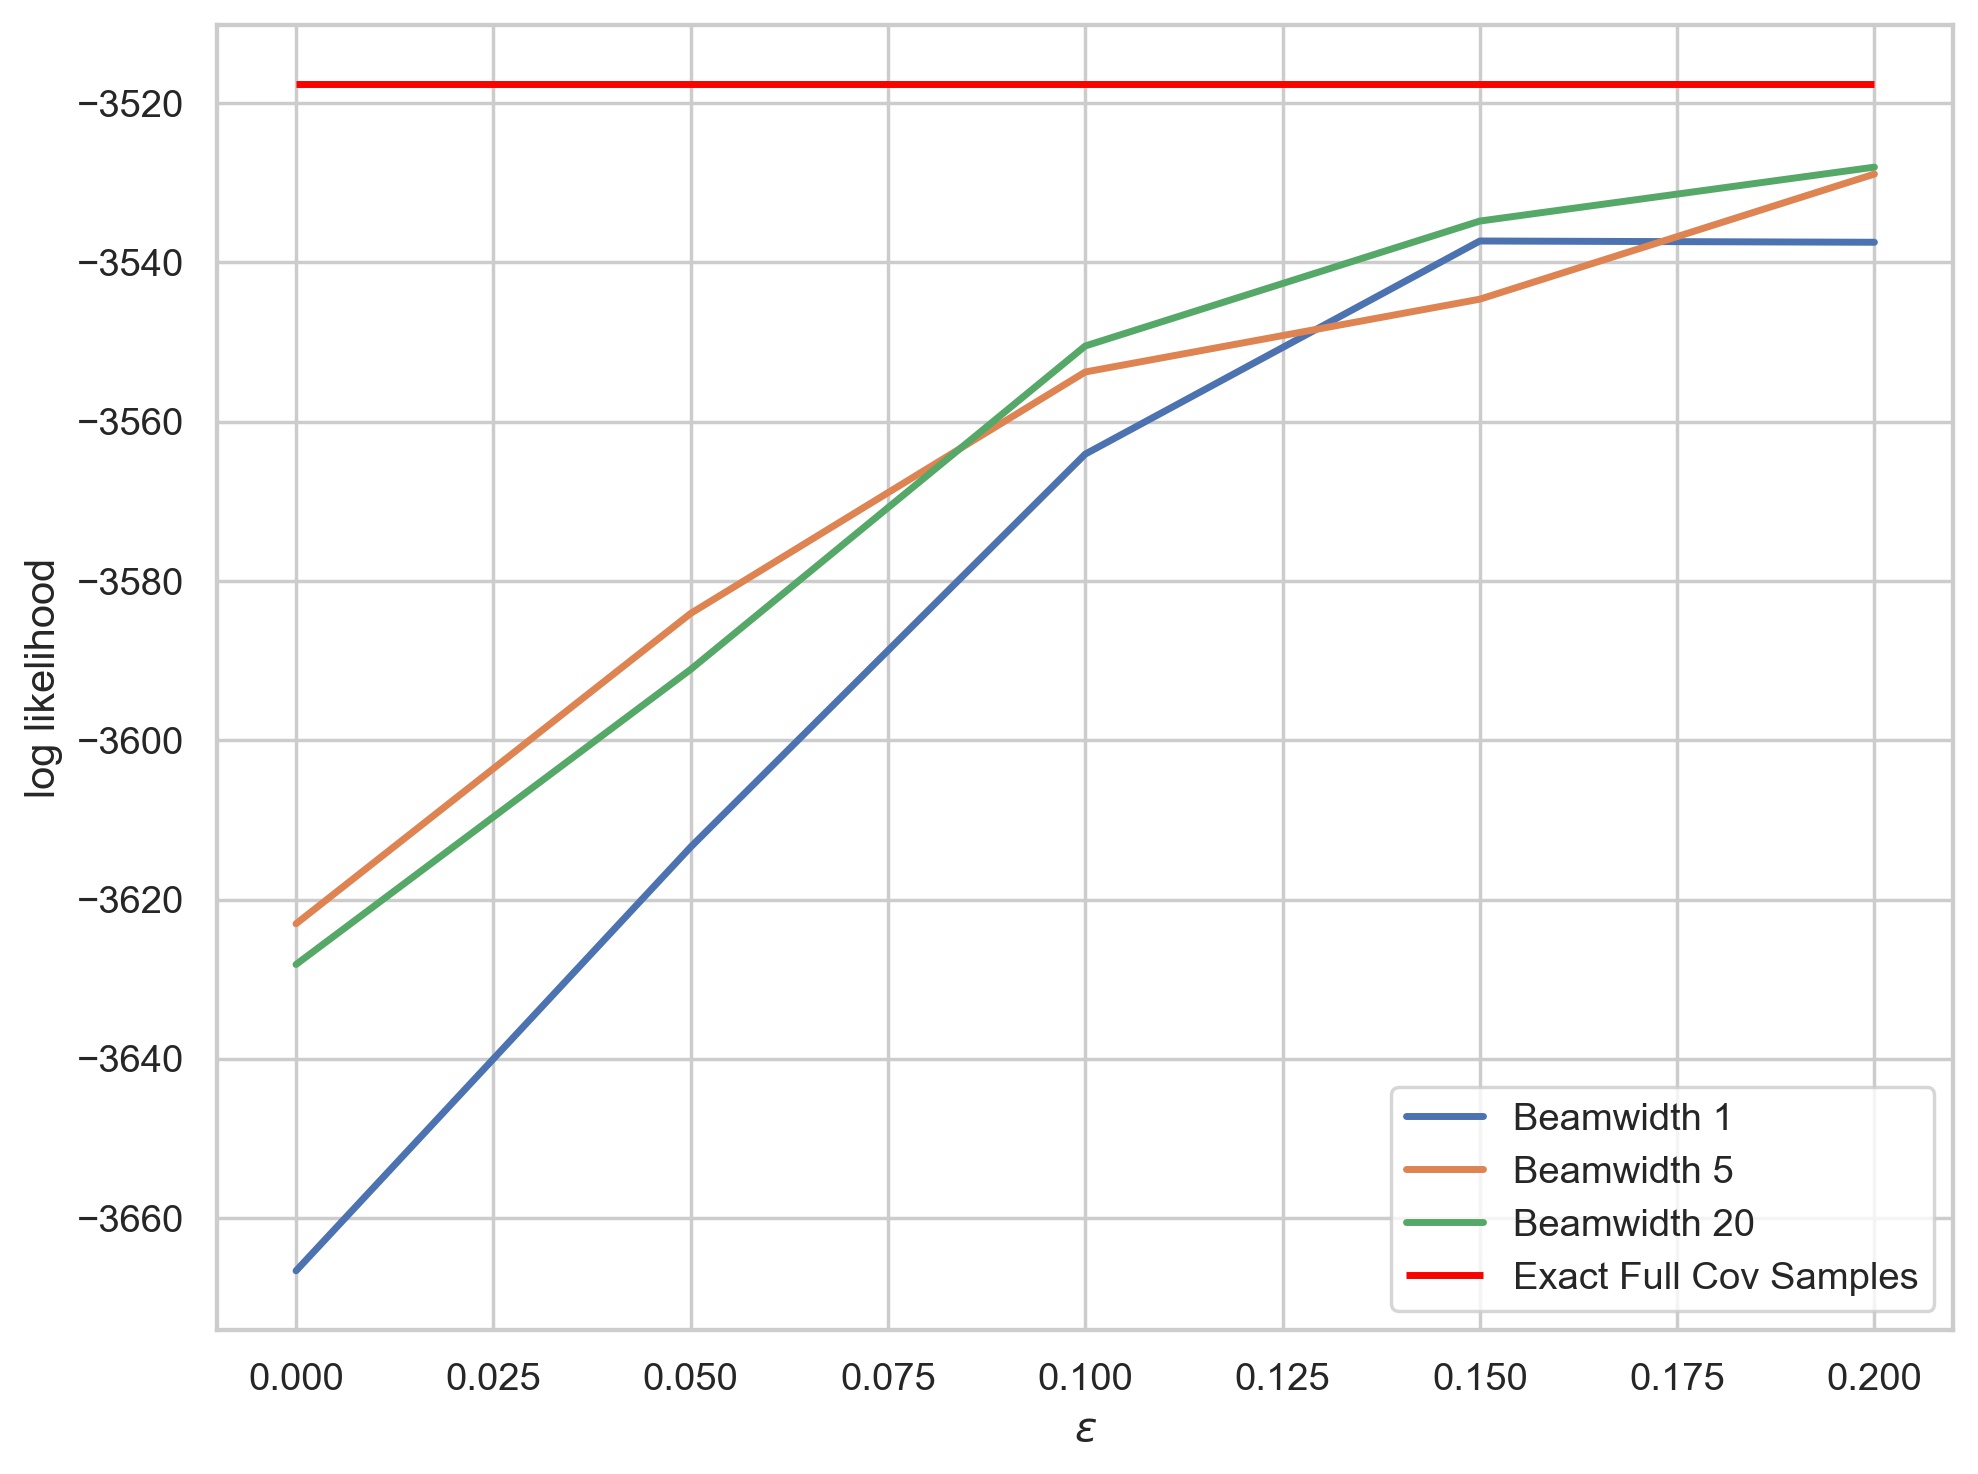 log likelihood
−3520
−3540
−3560
−3580
−3600
−3620
−3640
−3660
0.000 0.025 0.050 0.075 0.100 0.125 0.150 0.175 0.200
ε
Beamwidth 1
Beamwidth 5
Beamwidth 20
Exact Full Cov Samples